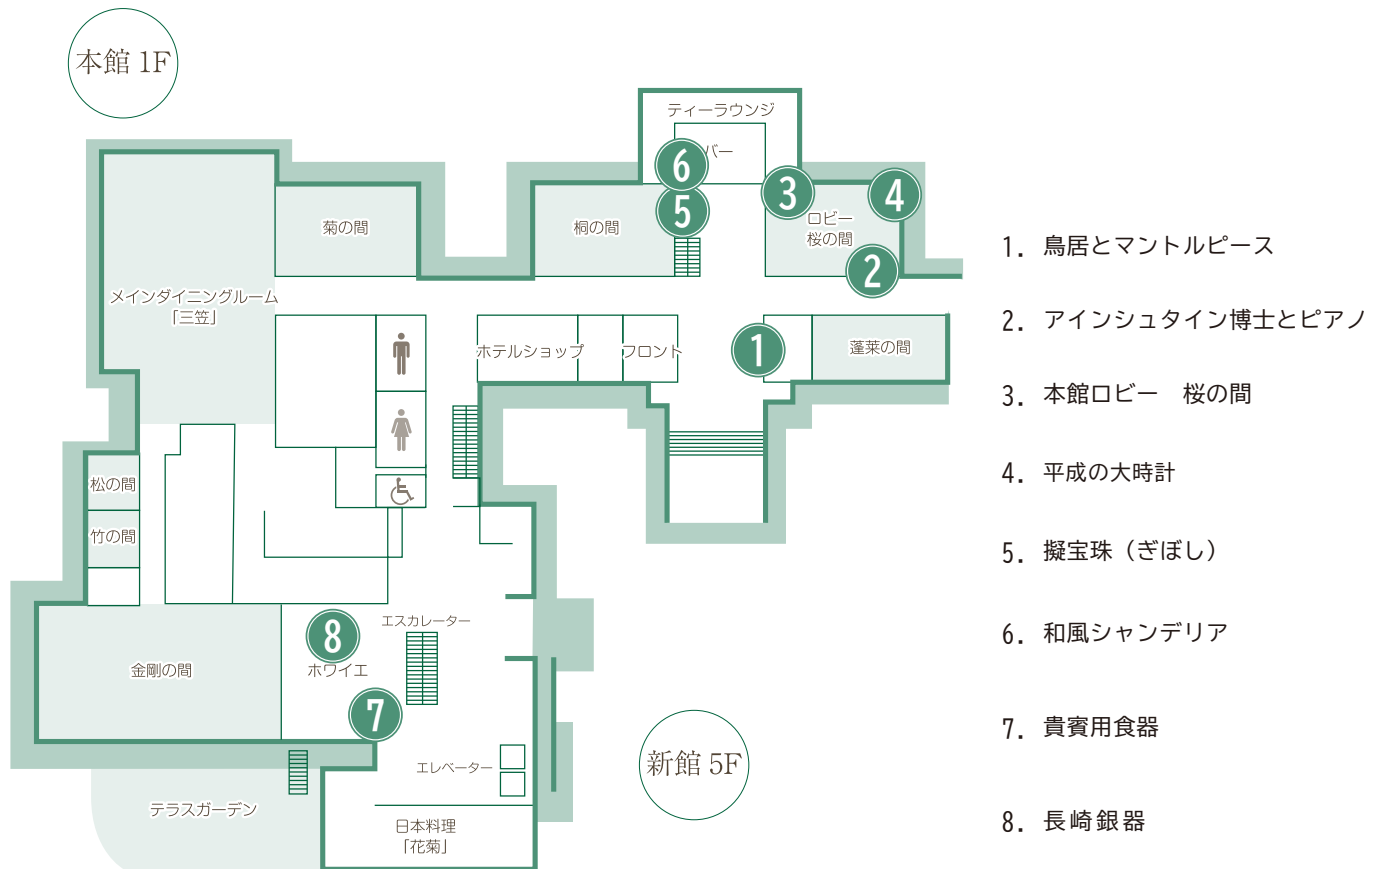 本館 1F
ティーラウンジ
バー
6
5
3
4
2
菊の間
桐の間
ロビー
桜の間
メインダイニングルーム
「三笠」
ホテルショップ
フロント
1
蓬莱の間
松の間
竹の間
金剛の間
8
ホワイエ
エスカレーター
7
エレベーター
新館 5F
テラスガーデン
日本料理
「花菊」
1. 鳥居とマントルピース
2. アインシュタイン博士とピアノ
3. 本館ロビー　桜の間
4. 平成の大時計
5. 擬宝珠（ぎぼし）
6. 和風シャンデリア
7. 貴賓用食器
8. 長崎銀器